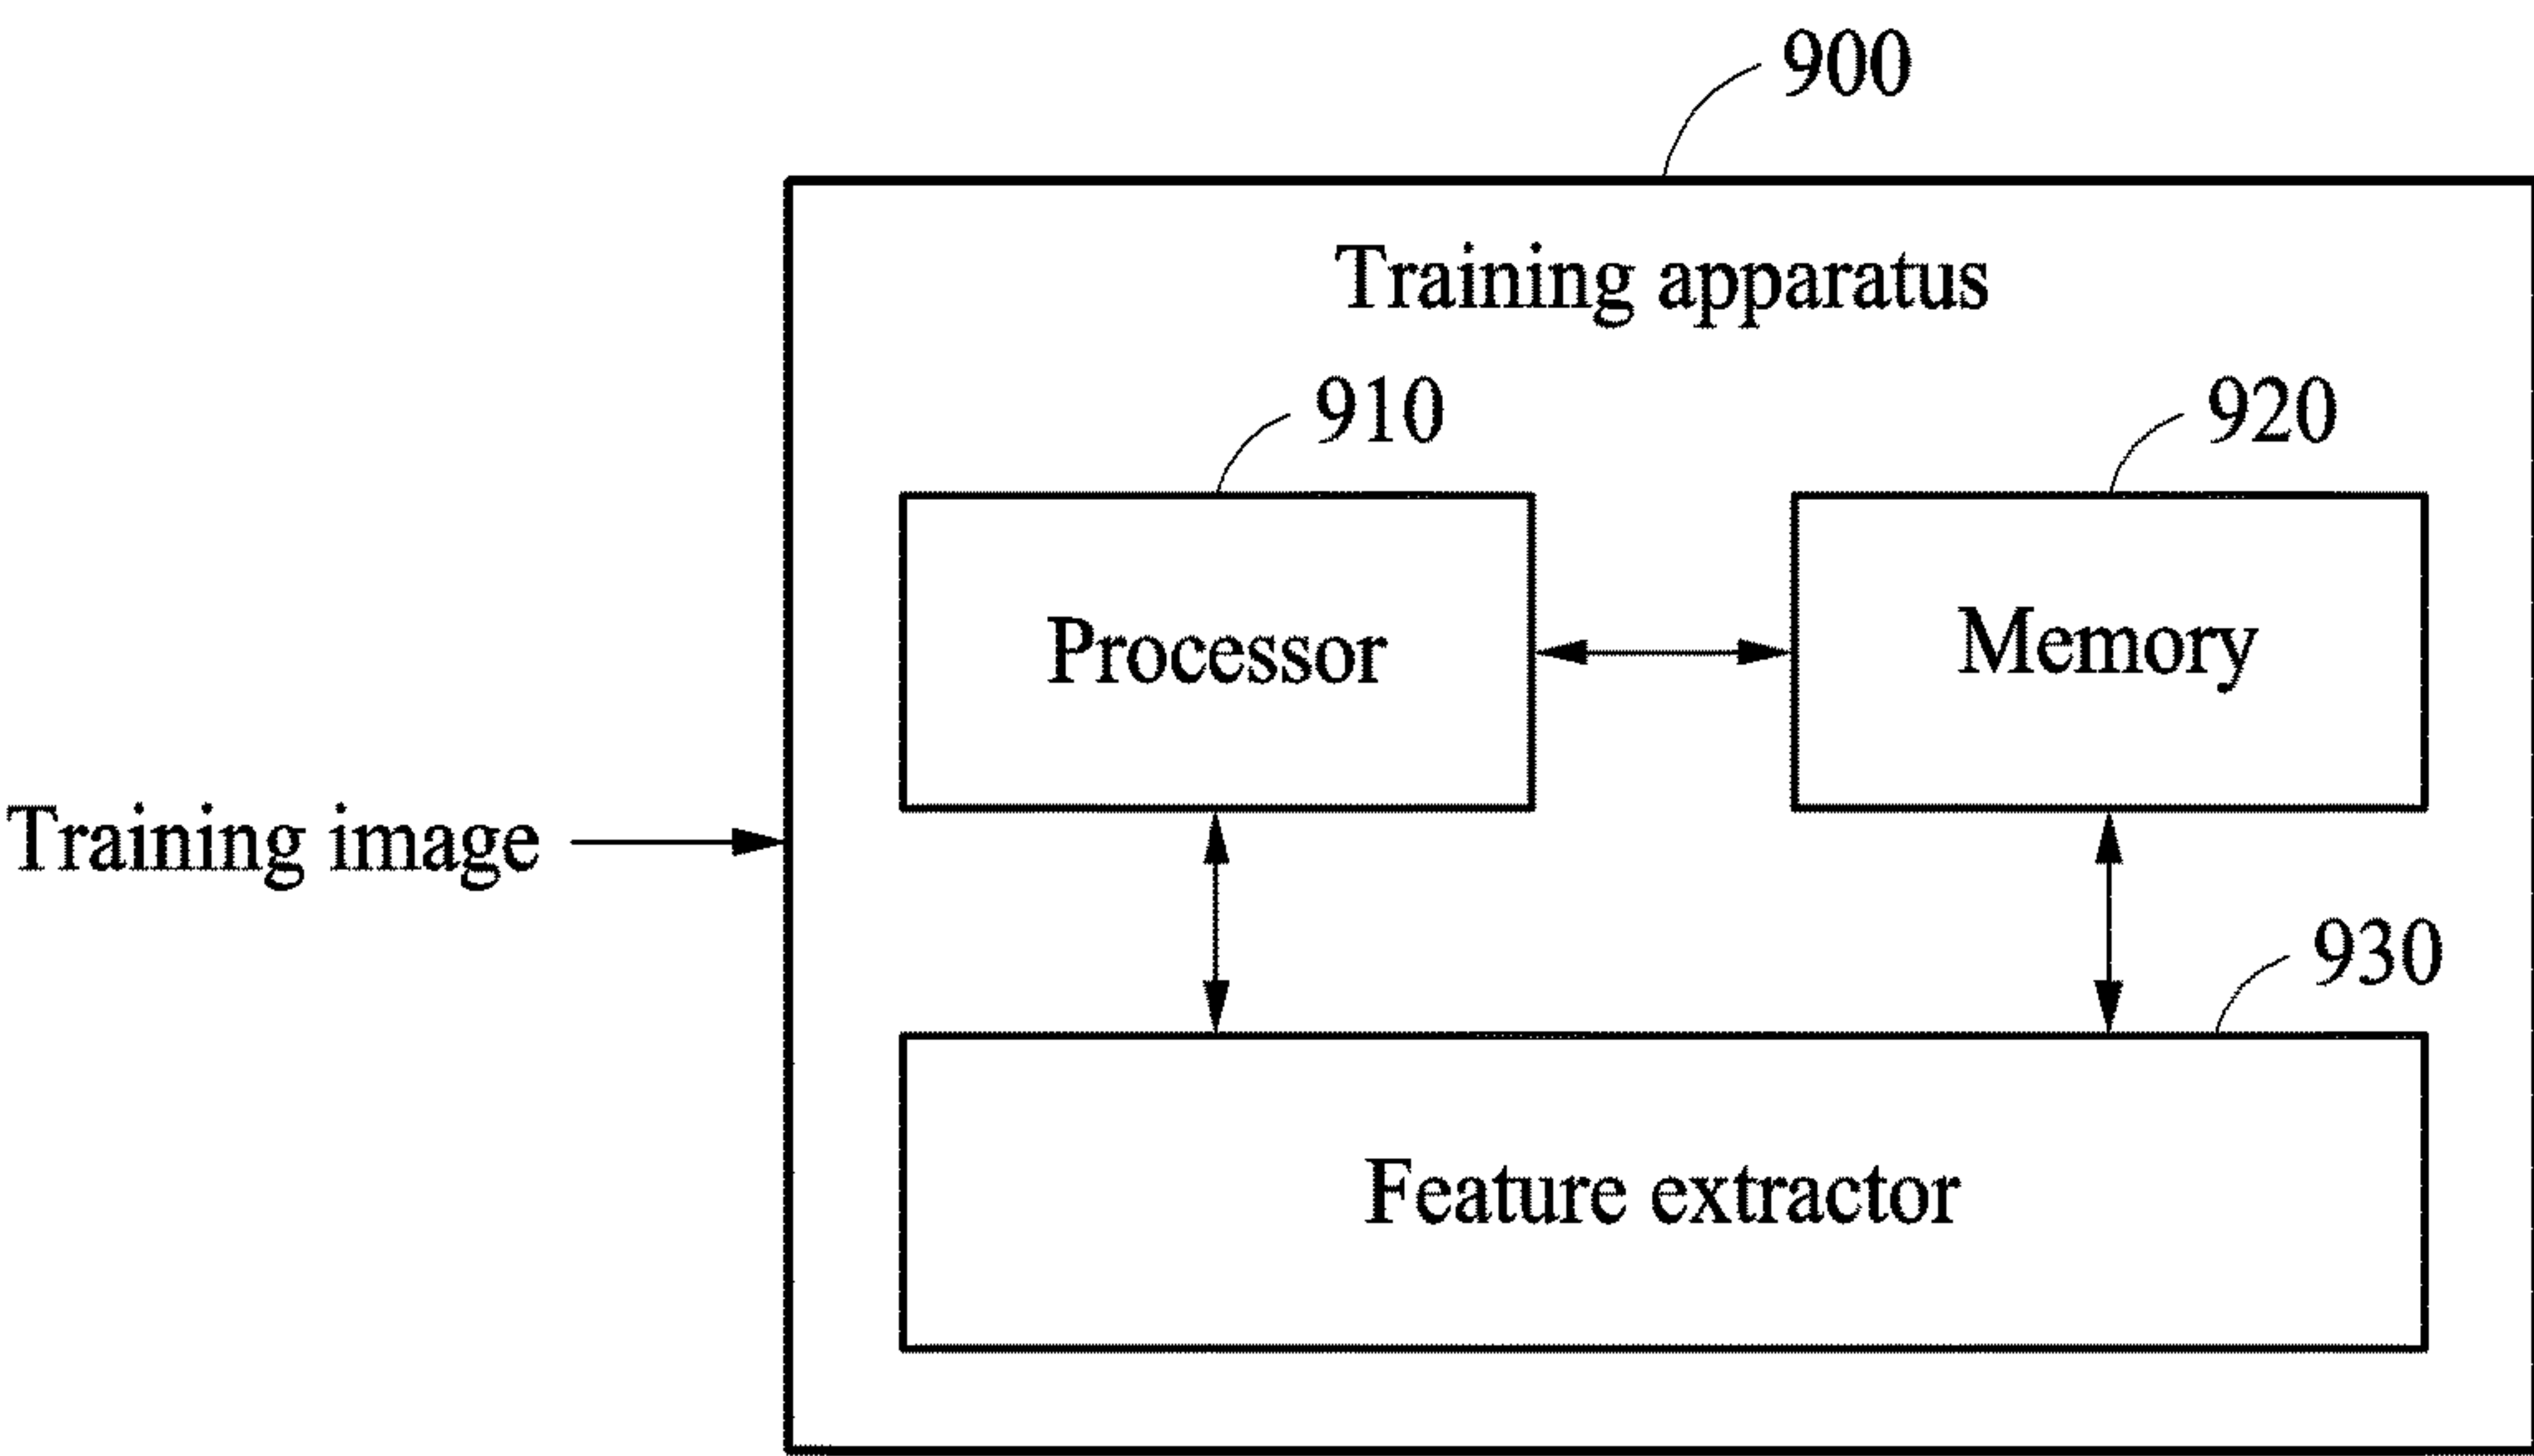 900
Training apparatus
910
920
Processor
Memory
Training image
930
Feature extractor